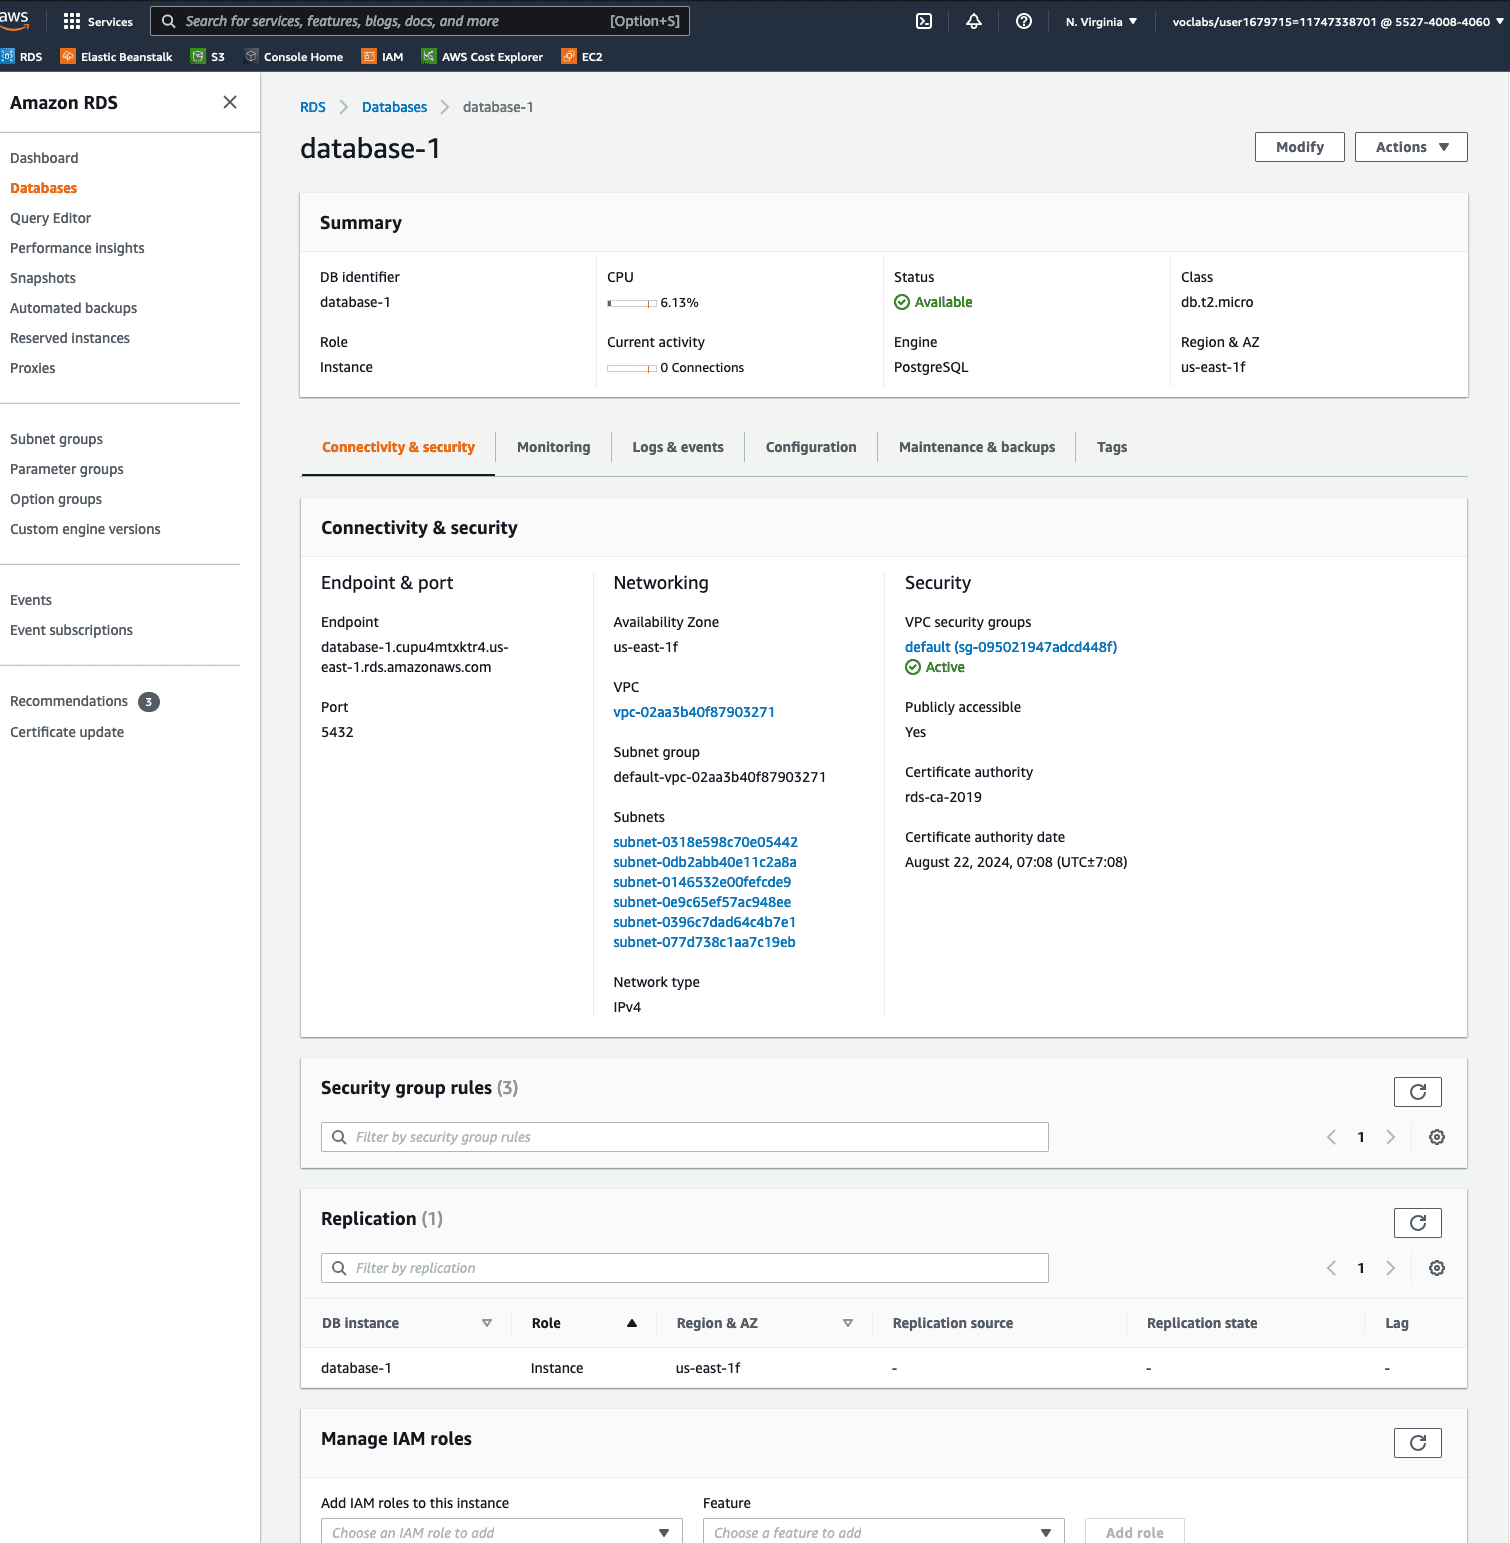 aws
Services
Search for services, features, blogs, docs, and more
[Option+S]
N. Virginia
voclabs/user1679715=11747338701 @ 5527-4008-4060
RDS
Elastic Beanstalk
S3
Console Home
IAM
AWS Cost Explorer
EC2
Amazon RDS
Dashboard
Databases
Query Editor
Performance insights
Snapshots
Automated backups
Reserved instances
Proxies
Subnet groups
Parameter groups
Option groups
Custom engine versions
Events
Event subscriptions
Recommendations 3
Certificate update
RDS
Databases
database-1
database-1
Modify
Actions
Summary
DB identifier
database-1
CPU
6.13%
Status
Available
Class
db.t2.micro
Role
Instance
Current activity
0 Connections
Engine
PostgreSQL
Region & AZ
us-east-1f
Connectivity & security
Monitoring
Logs & events
Configuration
Maintenance & backups
Tags
Connectivity & security
Endpoint & port
Endpoint
database-1.cupu4mtxktr4.us-
east-1.rds.amazonaws.com
Port
5432
Networking
Availability Zone
us-east-1f
VPC
vpc-02aa3b40f87903271
Subnet group
default-vpc-02aa3b40f87903271
Subnets
subnet-0318e598c70e05442
subnet-0db2abb40e11c2a8a
subnet-0146532e00fefcde9
subnet-0e9c65ef57ac948ee
subnet-0396c7dad64c4b7e1
subnet-077d738c1aa7c19eb
Network type
IPv4
Security
VPC security groups
default (sg-095021947adcd448f)
Active
Publicly accessible
Yes
Certificate authority
rds-ca-2019
Certificate authority date
August 22, 2024, 07:08 (UTC±7:08)
Security group rules (3)
Filter by security group rules
1
Replication (1)
Filter by replication
1
DB instance
Role
Region & AZ
Replication source
Replication state
Lag
database-1
Instance
us-east-1f
-
-
-
Manage IAM roles
Add IAM roles to this instance
Feature
Choose an IAM role to add
Choose a feature to add
Add role